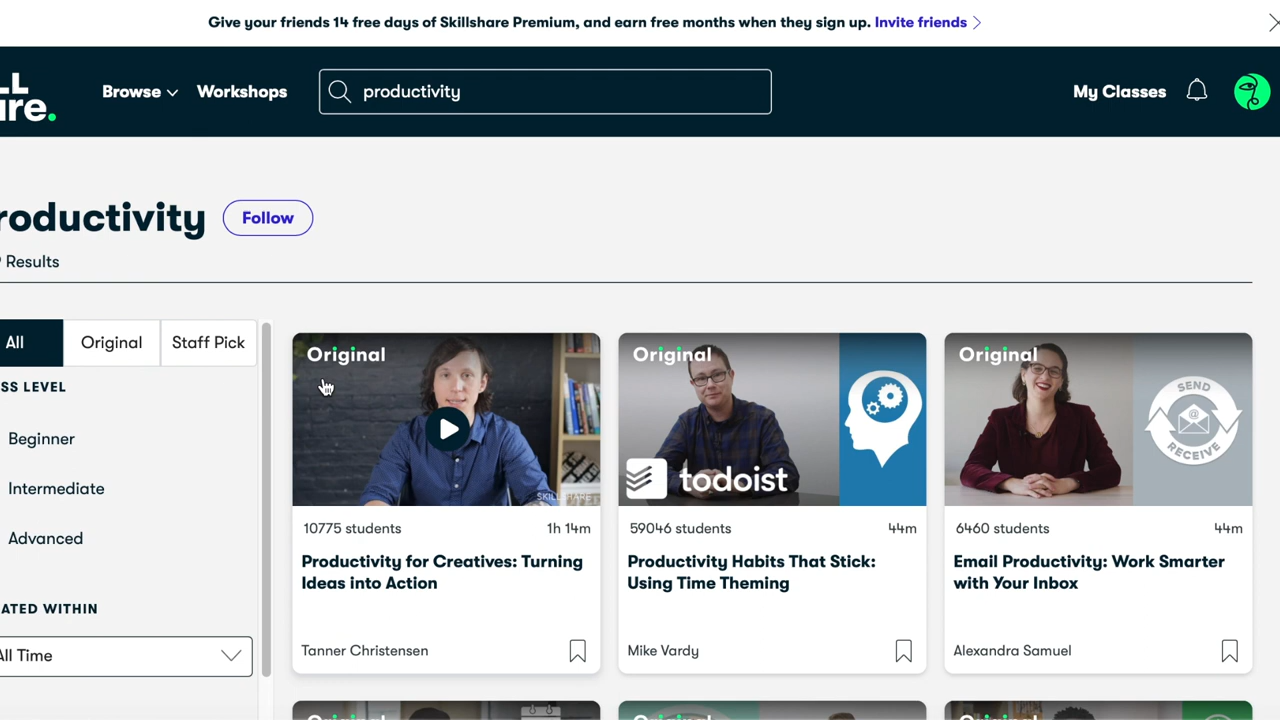 Give your friends 14 free days of Skillshare Premium, and earn free months when they sign up. Invite friends
Browse
Workshops
productivity
My Classes
roductivity
Follow
Results
All
Original
Staff Pick
SS LEVEL
Beginner
Intermediate
Advanced
ATED WITHIN
All Time
Original
SKILLSHARE
10775 students
1h 14m
Productivity for Creatives: Turning
Ideas into Action
Tanner Christensen
Original
todoist
59046 students
44m
Productivity Habits That Stick:
Using Time Theming
Mike Vardy
Original
SEND
@
RECEIVE
6460 students
44m
Email Productivity: Work Smarter
with Your Inbox
Alexandra Samuel
Original
Original
Original